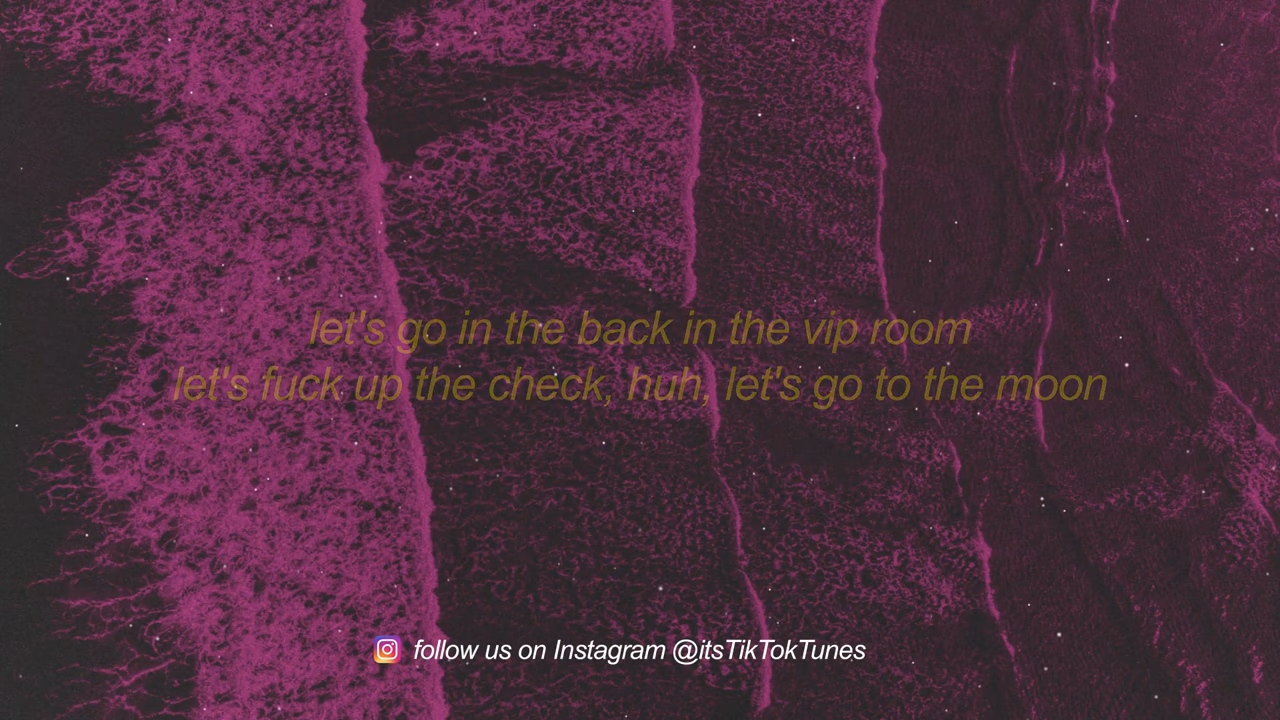 let's go in the back in the vip room
let's fuck up the check, huh, let's go to the moon
follow us on Instagram @itsTikTokTunes